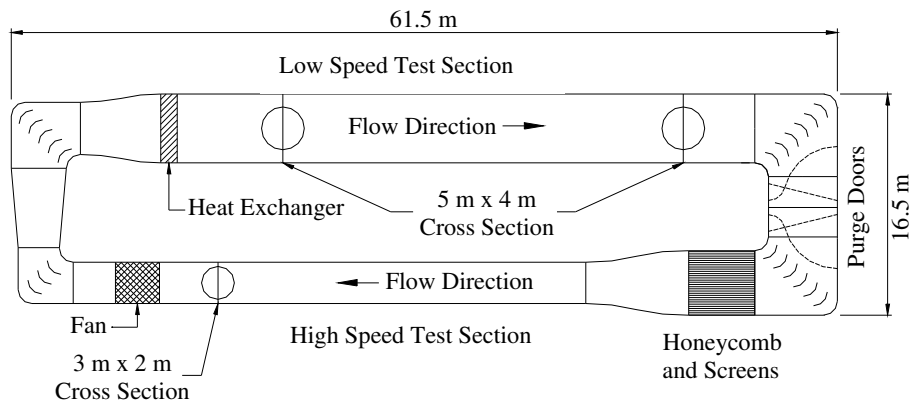 61.5 m
Low Speed Test Section
Flow Direction
Heat Exchanger
5 m x 4 m
Cross Section
Purge Doors
16.5 m
Flow Direction
Fan
High Speed Test Section
3 m x 2 m
Cross Section
Honeycomb
and Screens